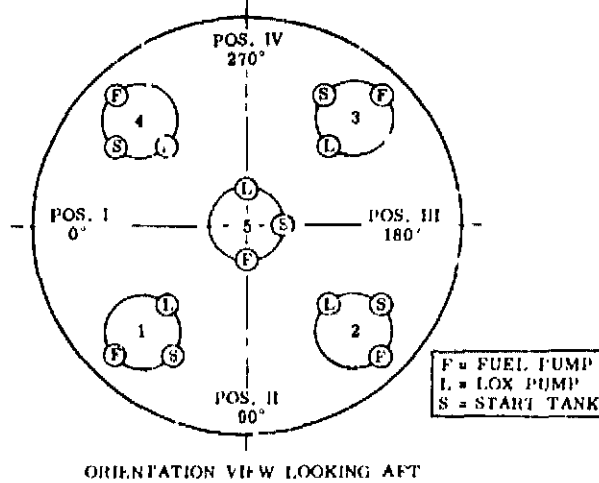 POS. IV
270°
F
S
F
4
3
S
L
L
POS. I
0°
5
S
POS. III
180°
F
L
L
S
1
2
F
S
F
POS. II
90°
F = FUEL PUMP
L = LOX PUMP
S = START TANK
ORIENTATION VIEW LOOKING AFT